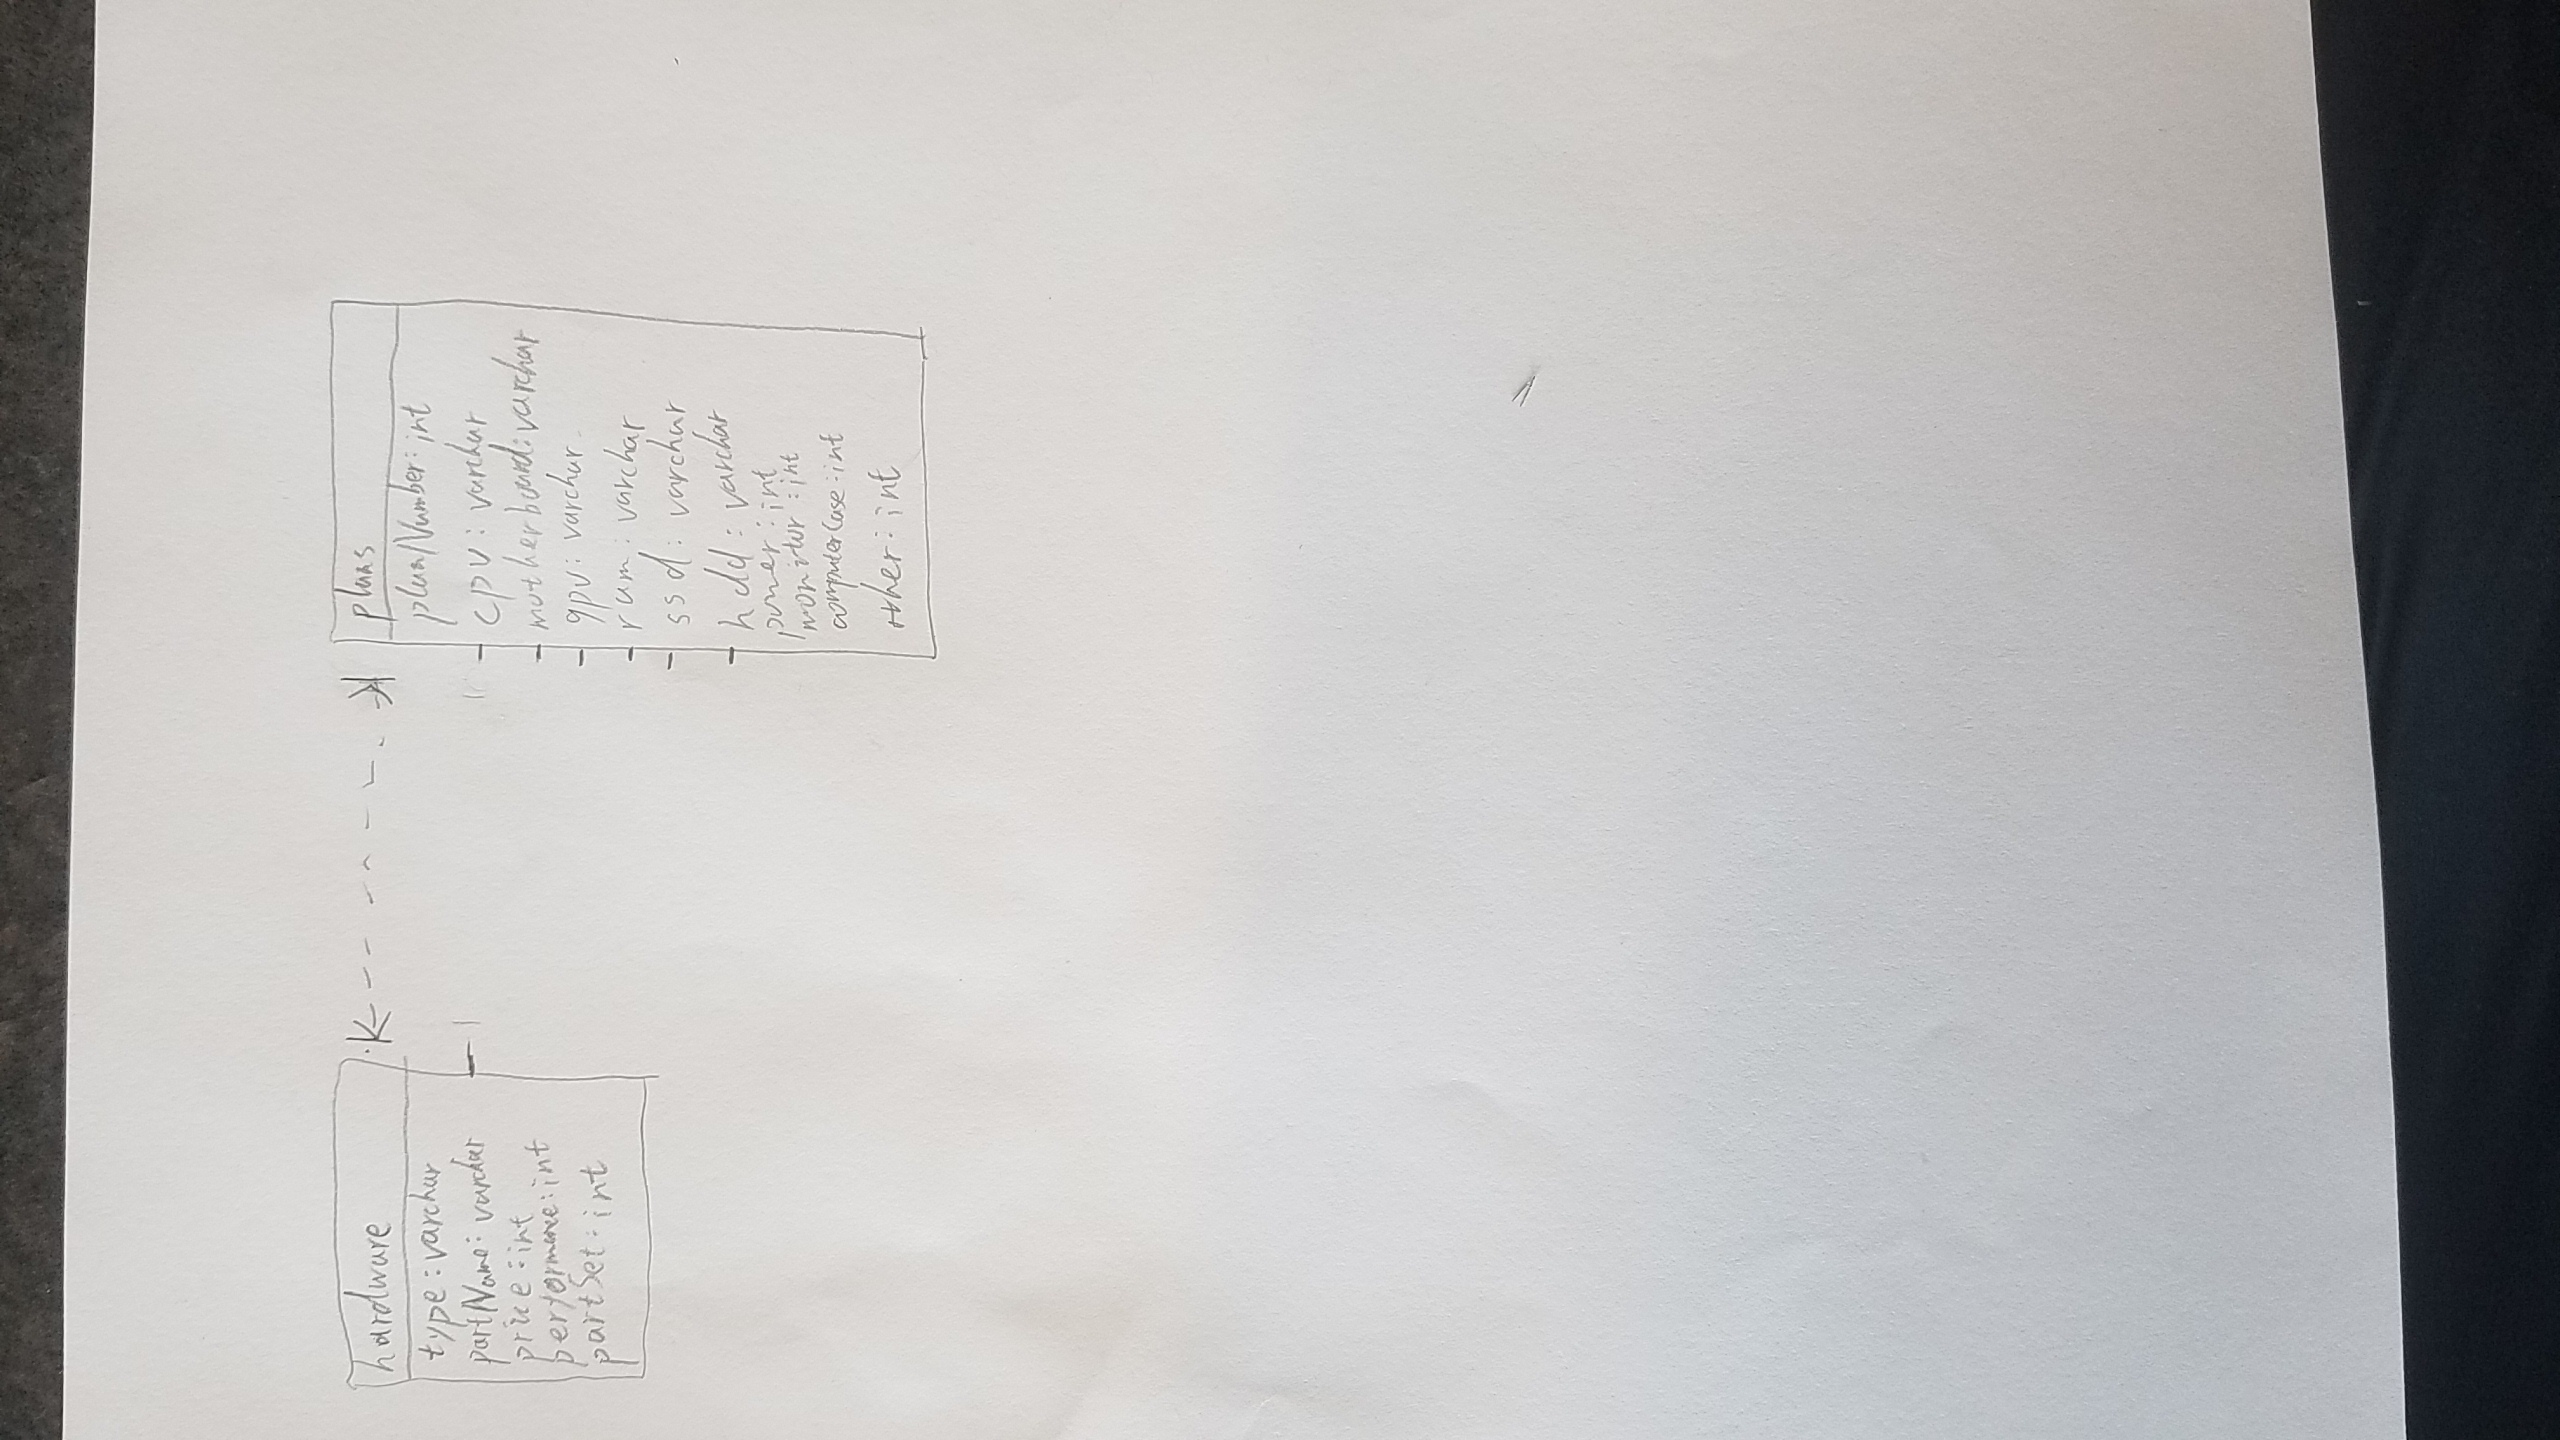 hardware
type: varchar
partName: varchar
price: int
performance: int
partSet: int
plans
planNumber: int
cpu: varchar
motherboard: varchar
gpu: varchar
ram: varchar
ssd: varchar
hdd: varchar
power: int
monitor: int
computerCase: int
other: int